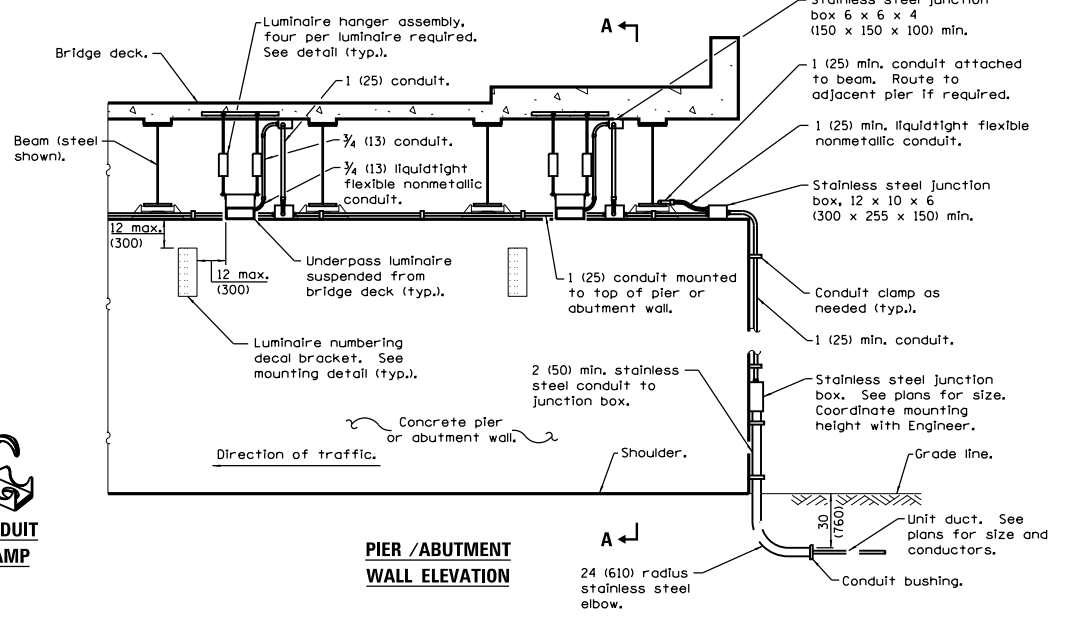 Stainless steel junction
box 6 x 6 x 4
(150 x 150 x 100) min.
A
Luminaire hanger assembly,
four per luminaire required.
See detail (typ.).
Bridge deck.
1 (25) conduit.
1 (25) min. conduit attached
to beam. Route to
adjacent pier if required.
Beam (steel
shown).
¾ (13) conduit.
¾ (13) liquidtight
flexible nonmetallic
conduit.
1 (25) min. liquidtight flexible
nonmetallic conduit.
Stainless steel junction
box, 12 x 10 x 6
(300 x 255 x 150) min.
12 max.
(300)
12 max.
(300)
Underpass luminaire
suspended from
bridge deck (typ.).
1 (25) conduit mounted
to top of pier or
abutment wall.
Conduit clamp as
needed (typ.).
Luminaire numbering
decal bracket. See
mounting detail (typ.).
1 (25) min. conduit.
2 (50) min. stainless
steel conduit to
junction box.
Stainless steel junction
box. See plans for size.
Coordinate mounting
height with Engineer.
Concrete pier
or abutment wall.
Direction of traffic.
Shoulder.
Grade line.
30
(760)
Unit duct. See
plans for size and
conductors.
DUIT
AMP
PIER /ABUTMENT
WALL ELEVATION
A
24 (610) radius
stainless steel
elbow.
Conduit bushing.